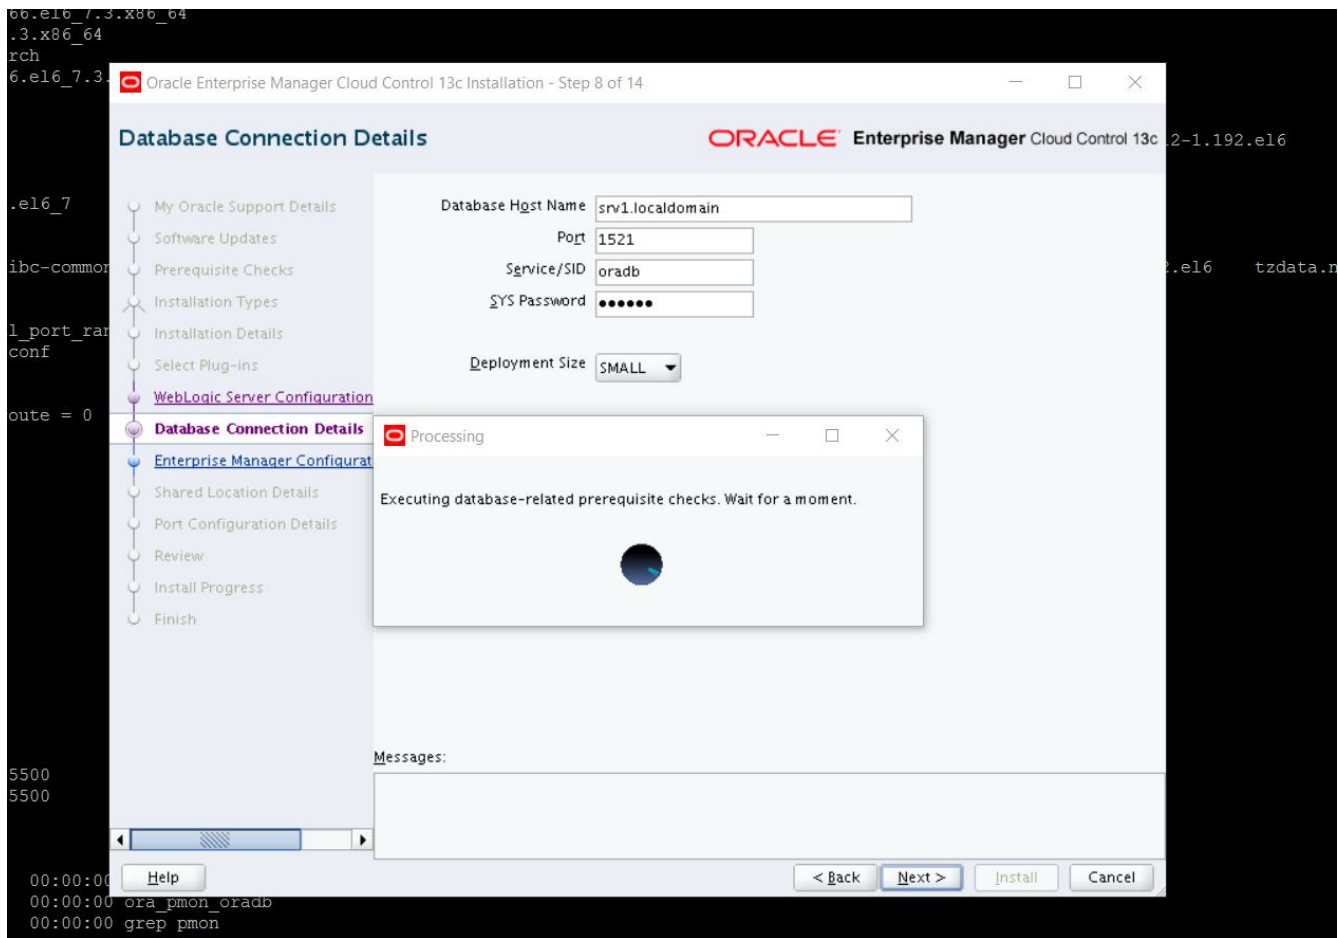 66.el6_7.3.x86_64
.3.x86_64
rch
6.el6_7.3.
Oracle Enterprise Manager Cloud Control 13c Installation - Step 8 of 14
Database Connection Details
ORACLE Enterprise Manager Cloud Control 13c
2-1.192.el6
.el6_7
My Oracle Support Details
Database Host Name srv1.localdomain
Software Updates
Port 1521
ibc-common
Prerequisite Checks
Service/SID oradb
.el6 tzdata.n
Installation Types
SYS Password ●●●●●●
l_port_ran
Installation Details
conf
Select Plug-ins
Deployment Size SMALL
WebLogic Server Configuration
oute = 0
Database Connection Details
Processing
Enterprise Manager Configurat
Shared Location Details
Executing database-related prerequisite checks. Wait for a moment.
Port Configuration Details
Review
Install Progress
Finish
Messages:
5500
5500
Help
< Back
Next >
Install
Cancel
00:00:00
00:00:00 ora_pmon_oradb
00:00:00 grep pmon